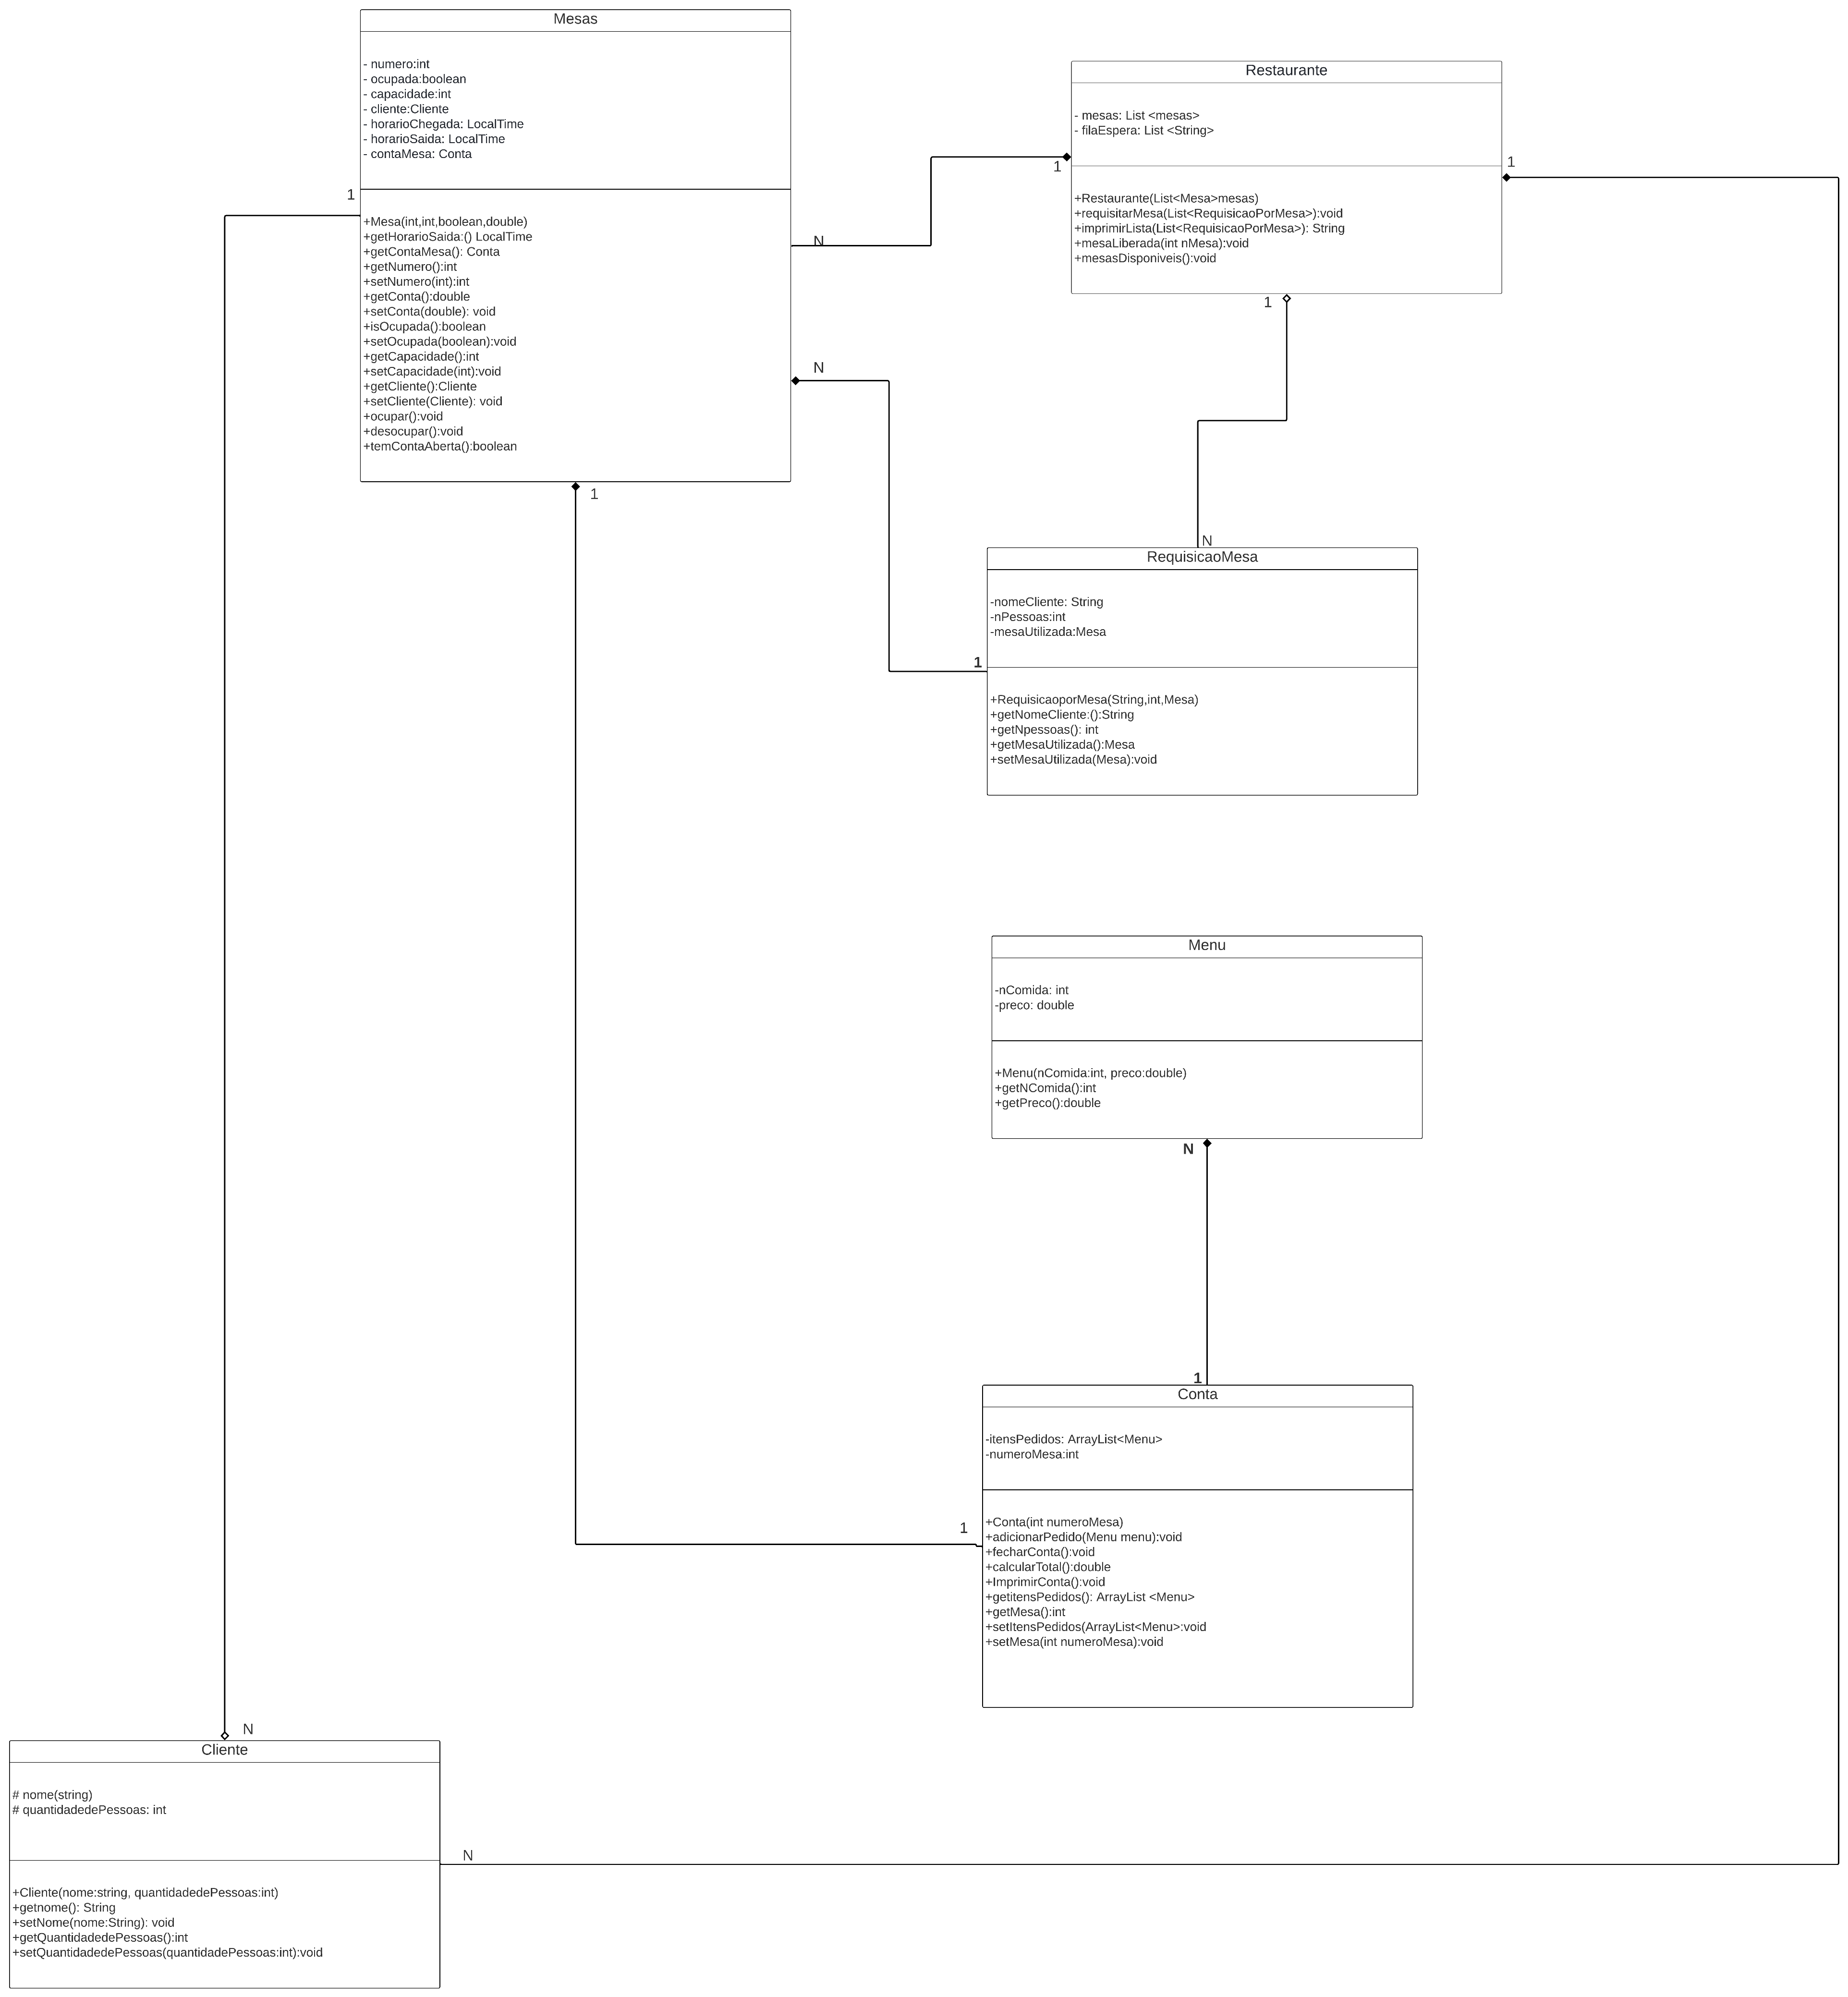 Mesas
- numero:int
- ocupada:boolean
- capacidade:int
- cliente:Cliente
- horarioChegada: LocalTime
- horarioSaida: LocalTime
- contaMesa: Conta
+Mesa(int,int,boolean,double)
+getHorarioSaida:() LocalTime
+getContaMesa(): Conta
+getNumero():int
+setNumero(int):int
+getConta():double
+setConta(double): void
+isOcupada():boolean
+setOcupada(boolean):void
+getCapacidade():int
+setCapacidade(int):void
+getCliente():Cliente
+setCliente(Cliente): void
+ocupar():void
+desocupar():void
+temContaAberta():boolean
1
N
N
1
Restaurante
- mesas: List <mesas>
- filaEspera: List <String>
+Restaurante(List<Mesa>mesas)
+requisitarMesa(List<RequisicaoPorMesa>):void
+imprimirLista(List<RequisicaoPorMesa>): String
+mesaLiberada(int nMesa):void
+mesasDisponiveis():void
1
1
1
N
RequisicaoMesa
-nomeCliente: String
-nPessoas:int
-mesaUtilizada:Mesa
1
+RequisicaoporMesa(String,int,Mesa)
+getNomeCliente:():String
+getNpessoas(): int
+getMesaUtilizada():Mesa
+setMesaUtilizada(Mesa):void
Menu
-nComida: int
-preco: double
+Menu(nComida:int, preco:double)
+getNComida():int
+getPreco():double
N
1
Conta
-itensPedidos: ArrayList<Menu>
-numeroMesa:int
1
+Conta(int numeroMesa)
+adicionarPedido(Menu menu):void
+fecharConta():void
+calcularTotal():double
+ImprimirConta():void
+getitensPedidos(): ArrayList <Menu>
+getMesa():int
+setItensPedidos(ArrayList<Menu>:void
+setMesa(int numeroMesa):void
N
Cliente
# nome(string)
# quantidadedePessoas: int
N
+Cliente(nome:string, quantidadedePessoas:int)
+getnome(): String
+setNome(nome:String): void
+getQuantidadedePessoas():int
+setQuantidadedePessoas(quantidadePessoas:int):void